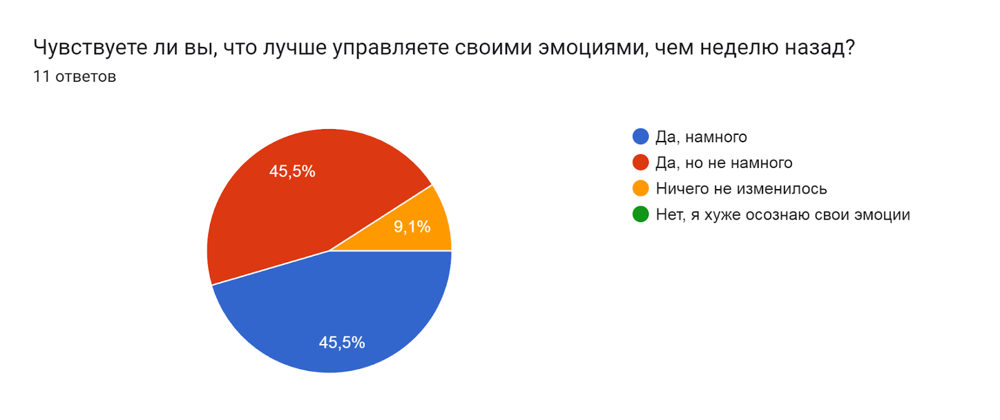 Чувствуете ли вы, что лучше управляете своими эмоциями, чем неделю назад?
11 ответов
45,5%
9,1%
45,5%
Да, намного
Да, но не намного
Ничего не изменилось
Нет, я хуже осознаю свои эмоции